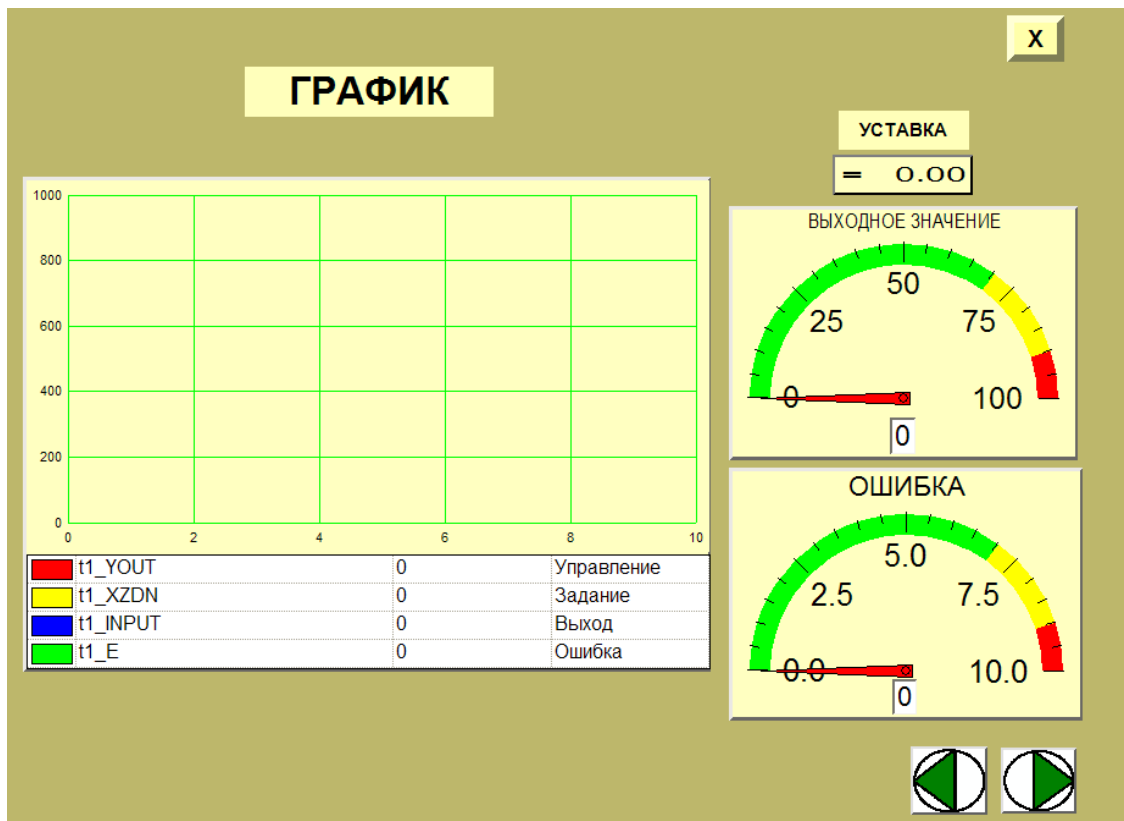 X
ГРАФИК
УСТАВКА
= 0.00
1000
800
600
400
200
0
0 2 4 6 8 10
t1_YOUT 0 Управление
t1_XZDN 0 Задание
t1_INPUT 0 Выход
t1_E 0 Ошибка
ВЫХОДНОЕ ЗНАЧЕНИЕ
50
25 75
0 100
0
ОШИБКА
5.0
2.5 7.5
0.0 10.0
0